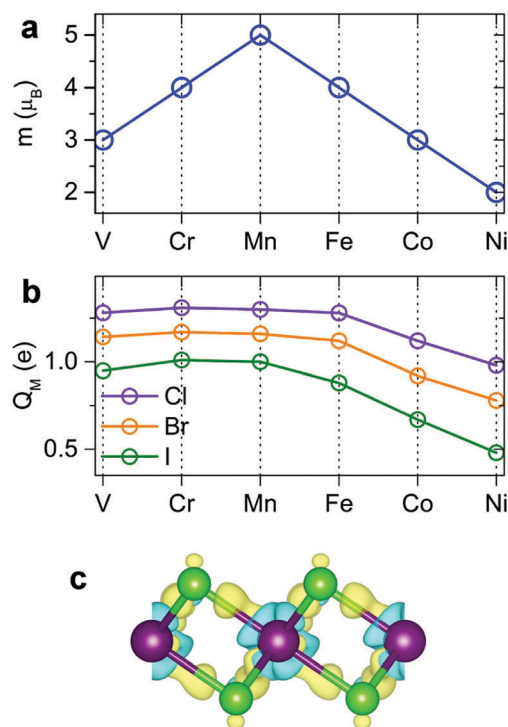 a
m (μB)
5
4
3
2
V Cr Mn Fe Co Ni
b
QM (e)
1.0
0.5
Cl
Br
I
V Cr Mn Fe Co Ni
c